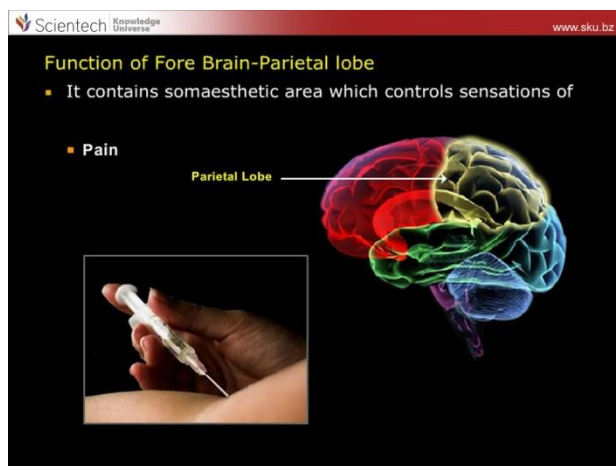 Scientech Knowledge Universe
www.sku.bz
Function of Fore Brain-Parietal lobe
It contains somaesthetic area which controls sensations of
Pain
Parietal Lobe